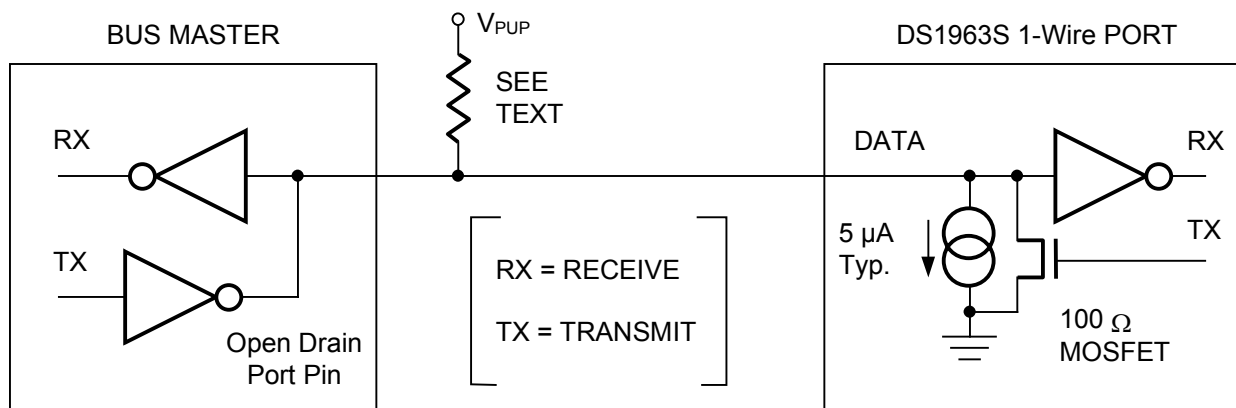 BUS MASTER
V_PUP
DS1963S 1-Wire PORT
SEE
TEXT
RX
DATA
RX
TX
5 µA
Typ.
TX
RX = RECEIVE
TX = TRANSMIT
Open Drain
Port Pin
100 Ω
MOSFET